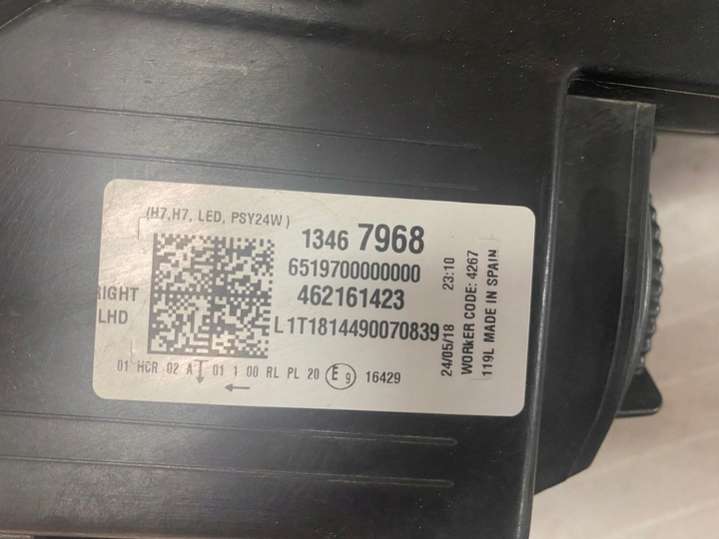 (H7,H7, LED, PSY24W )
1346 7968
6519700000000
462161423
RIGHT
LHD
L1T1814490070839
01 HCR 02 A 01 1 00 RL PL 20 E9 16429
24/05/18 23:10
WORKER CODE: 4267
119L MADE IN SPAIN